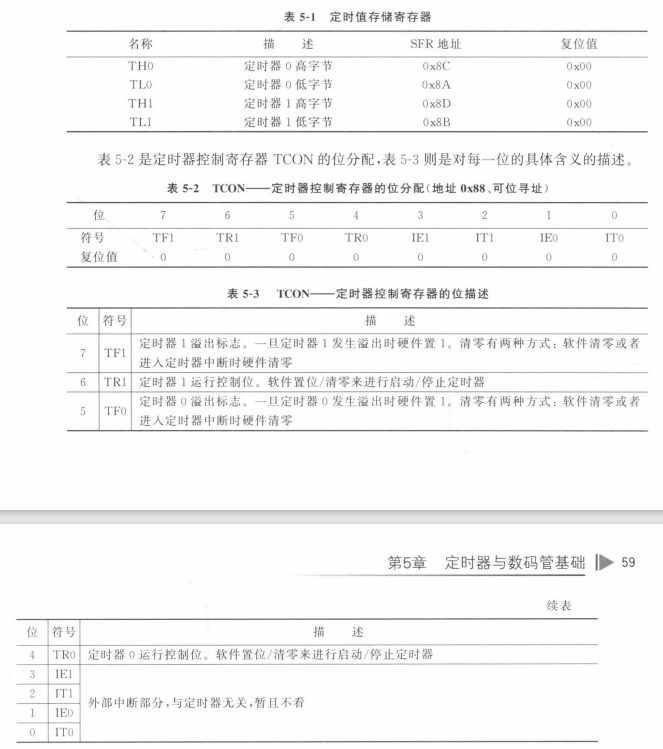 表 5-1 定时值存储寄存器
名称 描 述 SFR 地址 复位值
TH0 定时器 0 高字节 0x8C 0x00
TL0 定时器 0 低字节 0x8A 0x00
TH1 定时器 1 高字节 0x8D 0x00
TL1 定时器 1 低字节 0x8B 0x00
表 5-2 是定时器控制寄存器 TCON 的位分配,表 5-3 则是对每一位的具体含义的描述。
表 5-2 TCON——定时器控制寄存器的位分配(地址 0x88、可位寻址)
位 7 6 5 4 3 2 1 0
符号 TF1 TR1 TF0 TR0 IE1 IT1 IE0 IT0
复位值 0 0 0 0 0 0 0 0
表 5-3 TCON——定时器控制寄存器的位描述
位 符号 描 述
7 TF1 定时器 1 溢出标志。一旦定时器 1 发生溢出时硬件置 1。清零有两种方式:软件清零或者
进入定时器中断时硬件清零
6 TR1 定时器 1 运行控制位。软件置位/清零来进行启动/停止定时器
5 TF0 定时器 0 溢出标志。一旦定时器 0 发生溢出时硬件置 1。清零有两种方式:软件清零或者
进入定时器中断时硬件清零
第5章 定时器与数码管基础 59
续表
位 符号 描 述
4 TR0 定时器 0 运行控制位。软件置位/清零来进行启动/停止定时器
3 IE1
2 IT1
外部中断部分,与定时器无关,暂且不看
1 IE0
0 IT0